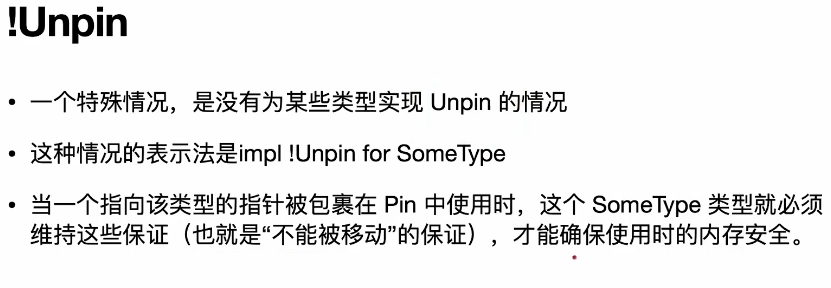 !Unpin
• 一个特殊情况，是没有为某些类型实现 Unpin 的情况
• 这种情况的表示法是impl !Unpin for SomeType
• 当一个指向该类型的指针被包裹在 Pin 中使用时，这个 SomeType 类型就必须
维持这些保证（也就是“不能被移动”的保证），才能确保使用时的内存安全。